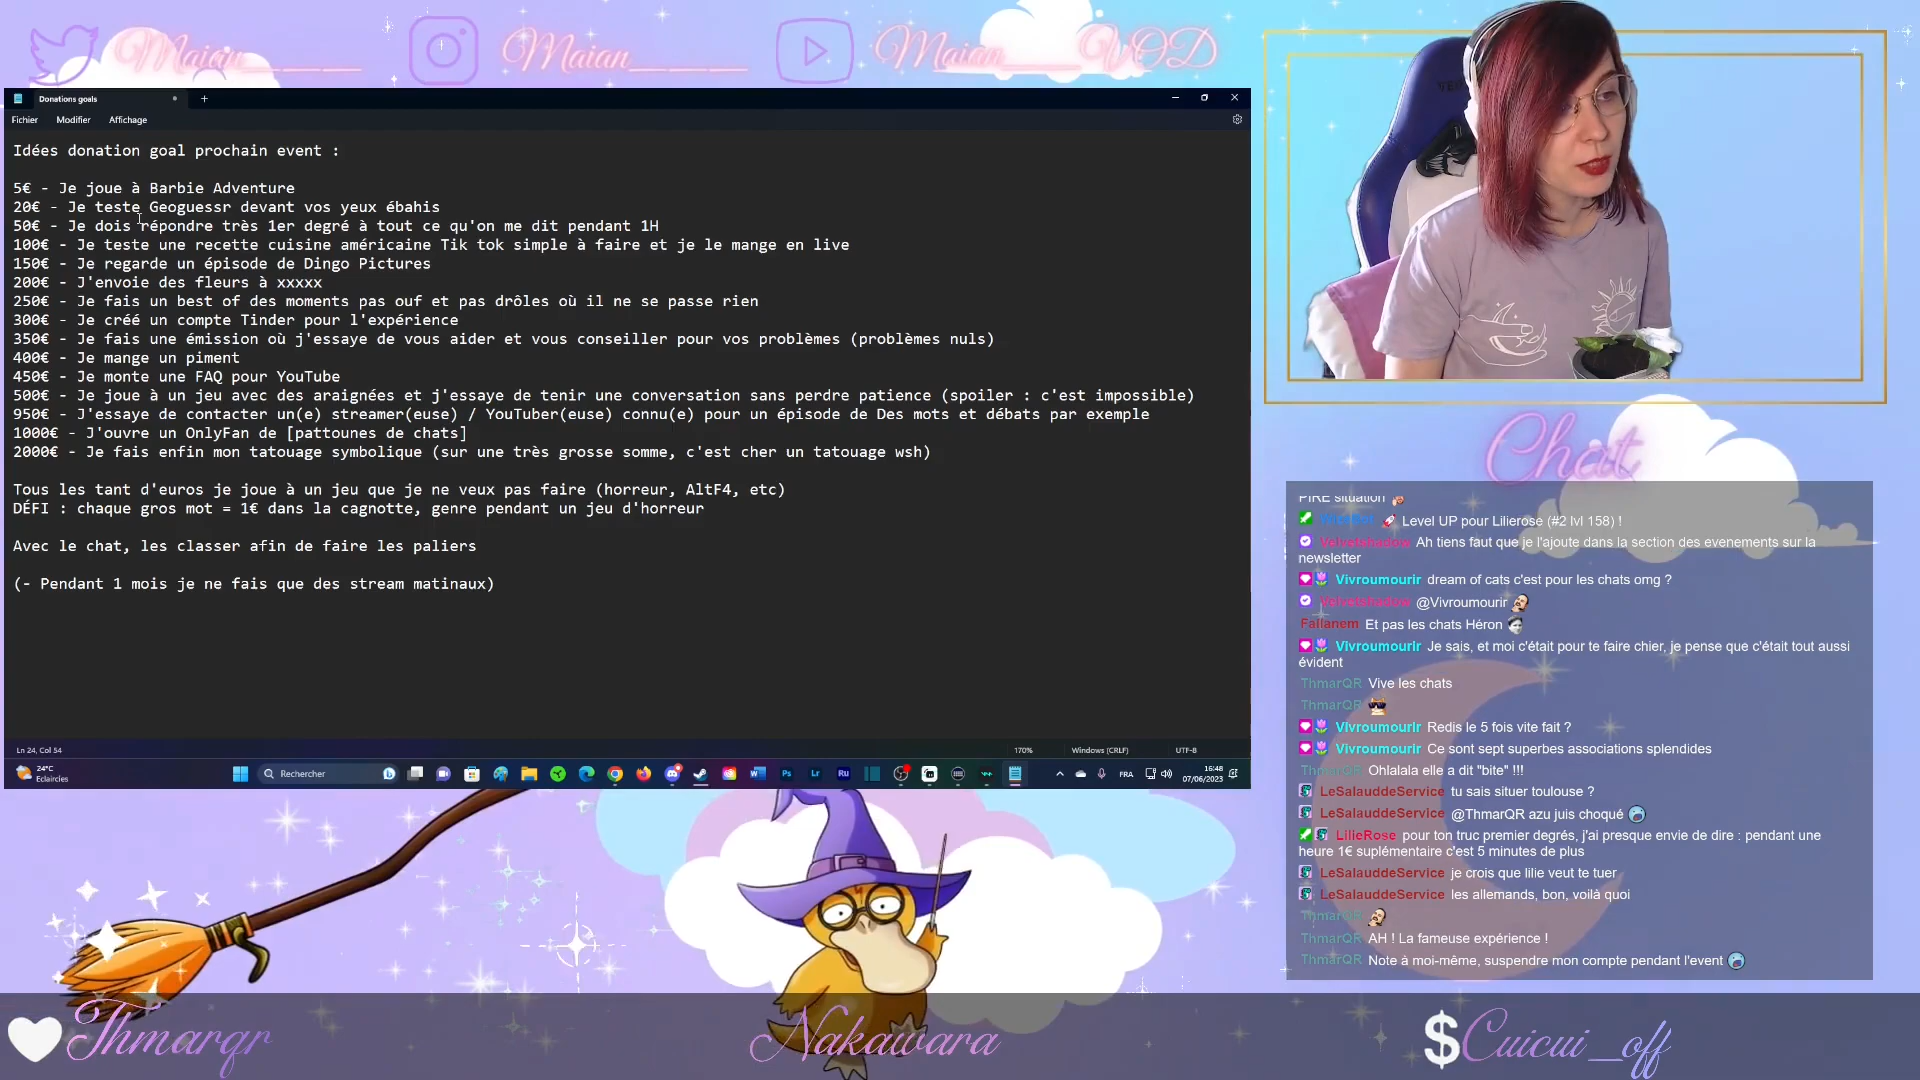 Maian_____
Maian_____
Maian____VOD
Donations goals
Fichier Modifier Affichage
Idées donation goal prochain event :
5€ - Je joue à Barbie Adventure
20€ - Je teste Geoguessr devant vos yeux ébahis
50€ - Je dois répondre très 1er degré à tout ce qu'on me dit pendant 1H
100€ - Je teste une recette cuisine américaine Tik tok simple à faire et je le mange en live
150€ - Je regarde un épisode de Dingo Pictures
200€ - J'envoie des fleurs à xxxxx
250€ - Je fais un best of des moments pas ouf et pas drôles où il ne se passe rien
300€ - Je créé un compte Tinder pour l'expérience
350€ - Je fais une émission où j'essaye de vous aider et vous conseiller pour vos problèmes (problèmes nuls)
400€ - Je mange un piment
450€ - Je monte une FAQ pour YouTube
500€ - Je joue à un jeu avec des araignées et j'essaye de tenir une conversation sans perdre patience (spoiler : c'est impossible)
950€ - J'essaye de contacter un(e) streamer(euse) / YouTuber(euse) connu(e) pour un épisode de Des mots et débats par exemple
1000€ - J'ouvre un OnlyFan de [pattounes de chats]
2000€ - Je fais enfin mon tatouage symbolique (sur une très grosse somme, c'est cher un tatouage wsh)
Tous les tant d'euros je joue à un jeu que je ne veux pas faire (horreur, AltF4, etc)
DÉFI : chaque gros mot = 1€ dans la cagnotte, genre pendant un jeu d'horreur
Avec le chat, les classer afin de faire les paliers
(- Pendant 1 mois je ne fais que des stream matinaux)
Ln 24, Col 54 170% Windows (CRLF) UTF-8
24°C
Eclaircies
Rechercher
FRA
16:48
07/06/2023
Chat
PIRE situation
Level UP pour Lilierose (#2 lvl 158) !
Ah tiens faut que je l'ajoute dans la section des evenements sur la
newsletter
Vivroumourir dream of cats c'est pour les chats omg ?
@Vivroumourir
Fallanem Et pas les chats Héron
Vivroumourir Je sais, et moi c'était pour te faire chier, je pense que c'était tout aussi
évident
ThmarQR Vive les chats
ThmarQR
Vivroumourir Redis le 5 fois vite fait ?
Vivroumourir Ce sont sept superbes associations splendides
ThmarQR Ohlalala elle a dit "bite" !!!
LeSalauddeService tu sais situer toulouse ?
LeSalauddeService @ThmarQR azu juis choqué
LilieRose pour ton truc premier degrés, j'ai presque envie de dire : pendant une
heure 1€ suplémentaire c'est 5 minutes de plus
LeSalauddeService je crois que lilie veut te tuer
LeSalauddeService les allemands, bon, voilà quoi
ThmarQR
ThmarQR AH ! La fameuse expérience !
ThmarQR Note à moi-même, suspendre mon compte pendant l'event
Thmarqr
Nakawara
$Cuicui_off